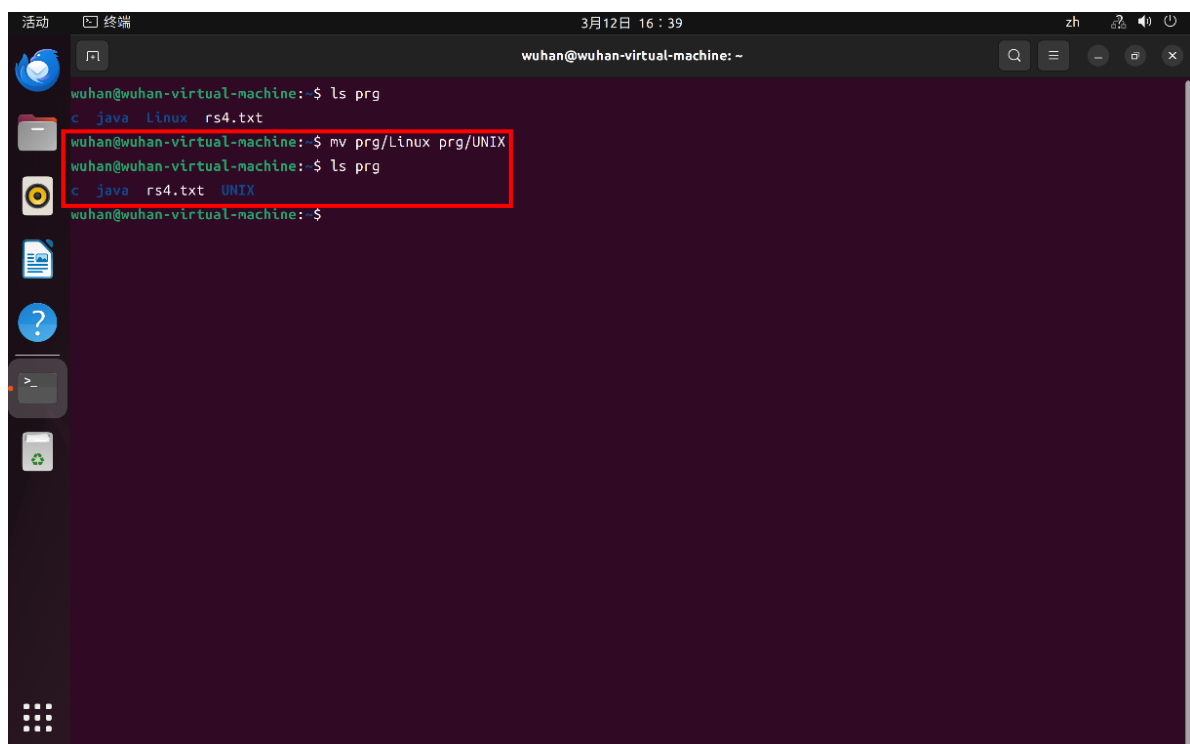 活动 终端 3月12日 16：39 zh
wuhan@wuhan-virtual-machine: ~
wuhan@wuhan-virtual-machine:~$ ls prg
c java Linux rs4.txt
wuhan@wuhan-virtual-machine:~$ mv prg/Linux prg/UNIX
wuhan@wuhan-virtual-machine:~$ ls prg
c java rs4.txt UNIX
wuhan@wuhan-virtual-machine:~$